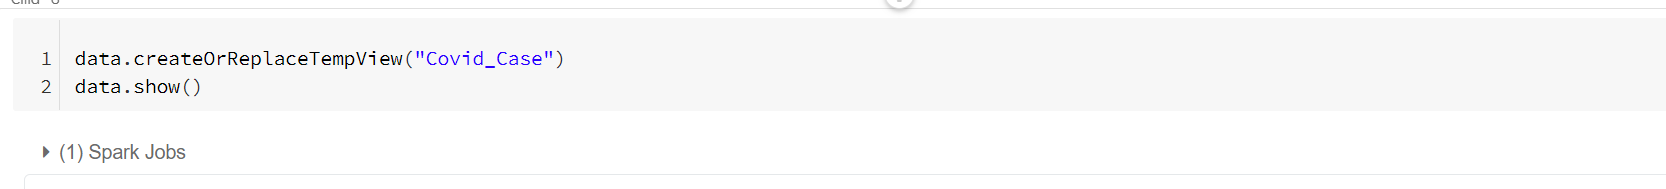 1 data.createOrReplaceTempView("Covid_Case")
2 data.show()
(1) Spark Jobs